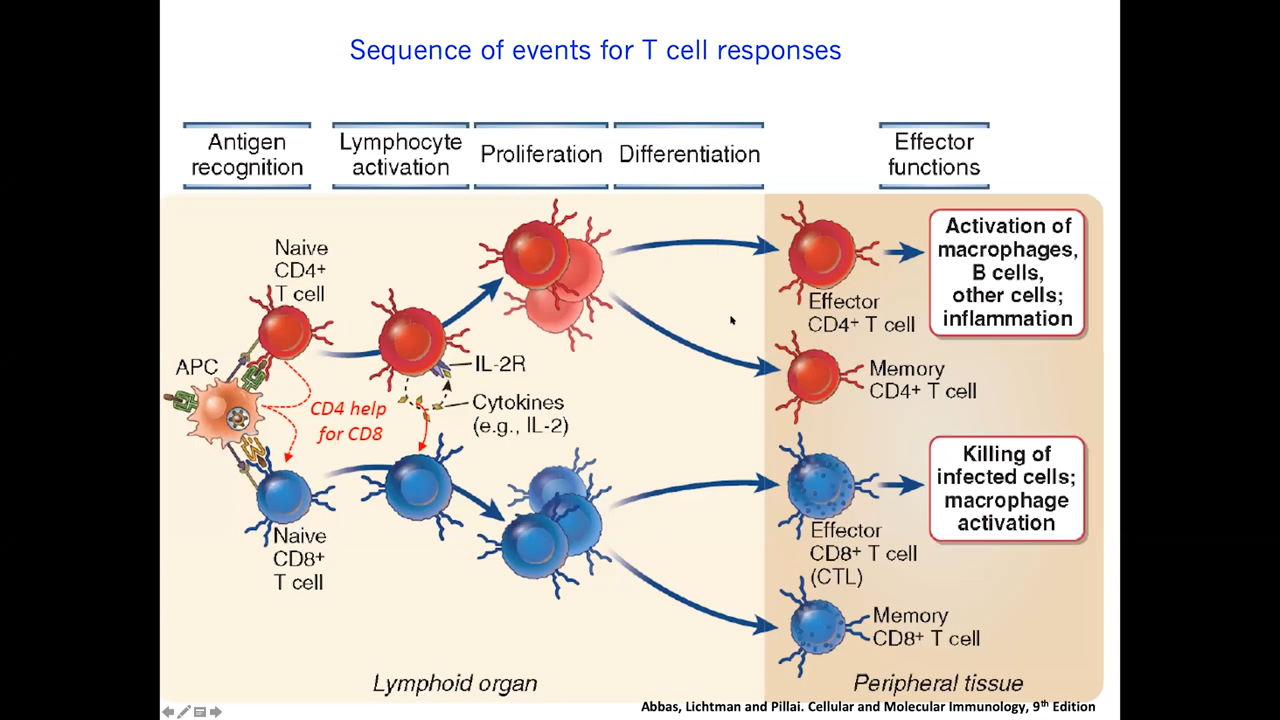 Sequence of events for T cell responses
Antigen
recognition
Lymphocyte
activation
Proliferation
Differentiation
Effector
functions
Naive
CD4+
T cell
APC
CD4 help
for CD8
IL-2R
Cytokines
(e.g., IL-2)
Naive
CD8+
T cell
Effector
CD4+ T cell
Activation of
macrophages,
B cells,
other cells;
inflammation
Memory
CD4+ T cell
Effector
CD8+ T cell
(CTL)
Killing of
infected cells;
macrophage
activation
Memory
CD8+ T cell
Lymphoid organ
Peripheral tissue
Abbas, Lichtman and Pillai. Cellular and Molecular Immunology, 9th Edition